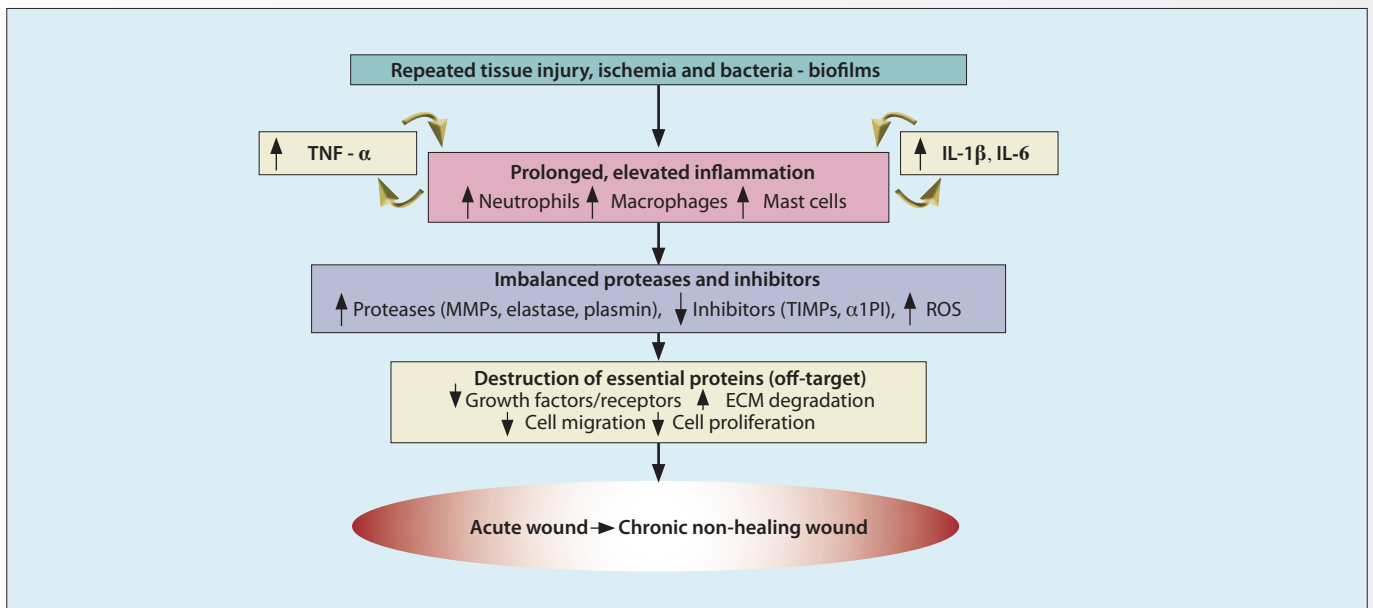 Repeated tissue injury, ischemia and bacteria - biofilms
TNF - α
IL-1β, IL-6
Prolonged, elevated inflammation
Neutrophils Macrophages Mast cells
Imbalanced proteases and inhibitors
Proteases (MMPs, elastase, plasmin), Inhibitors (TIMPs, α1PI), ROS
Destruction of essential proteins (off-target)
Growth factors/receptors ECM degradation
Cell migration Cell proliferation
Acute wound Chronic non-healing wound